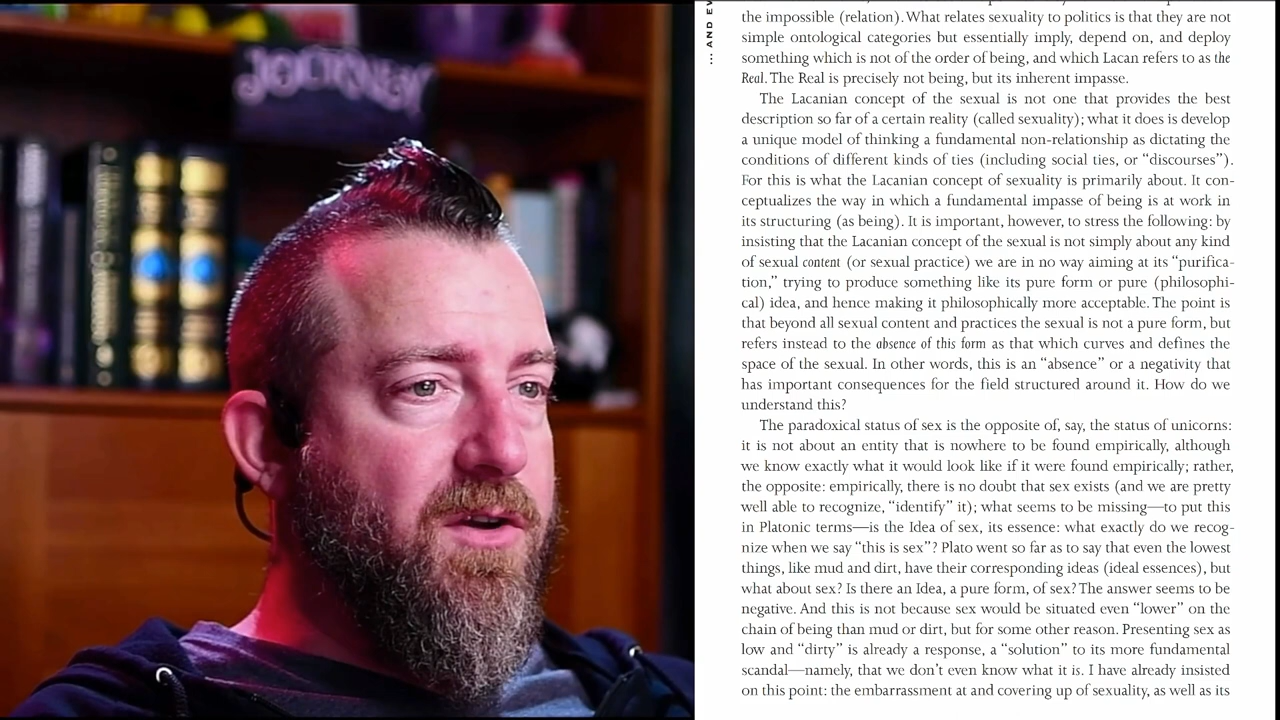 JOURNEY
... AND EV
the impossible (relation). What relates sexuality to politics is that they are not
simple ontological categories but essentially imply, depend on, and deploy
something which is not of the order of being, and which Lacan refers to as the
Real. The Real is precisely not being, but its inherent impasse.
The Lacanian concept of the sexual is not one that provides the best
description so far of a certain reality (called sexuality); what it does is develop
a unique model of thinking a fundamental non-relationship as dictating the
conditions of different kinds of ties (including social ties, or “discourses”).
For this is what the Lacanian concept of sexuality is primarily about. It con-
ceptualizes the way in which a fundamental impasse of being is at work in
its structuring (as being). It is important, however, to stress the following: by
insisting that the Lacanian concept of the sexual is not simply about any kind
of sexual content (or sexual practice) we are in no way aiming at its “purifica-
tion,” trying to produce something like its pure form or pure (philosophi-
cal) idea, and hence making it philosophically more acceptable. The point is
that beyond all sexual content and practices the sexual is not a pure form, but
refers instead to the absence of this form as that which curves and defines the
space of the sexual. In other words, this is an “absence” or a negativity that
has important consequences for the field structured around it. How do we
understand this?
The paradoxical status of sex is the opposite of, say, the status of unicorns:
it is not about an entity that is nowhere to be found empirically, although
we know exactly what it would look like if it were found empirically; rather,
the opposite: empirically, there is no doubt that sex exists (and we are pretty
well able to recognize, “identify” it); what seems to be missing—to put this
in Platonic terms—is the Idea of sex, its essence: what exactly do we recog-
nize when we say “this is sex”? Plato went so far as to say that even the lowest
things, like mud and dirt, have their corresponding ideas (ideal essences), but
what about sex? Is there an Idea, a pure form, of sex? The answer seems to be
negative. And this is not because sex would be situated even “lower” on the
chain of being than mud or dirt, but for some other reason. Presenting sex as
low and “dirty” is already a response, a “solution” to its more fundamental
scandal—namely, that we don’t even know what it is. I have already insisted
on this point: the embarrassment at and covering up of sexuality, as well as its